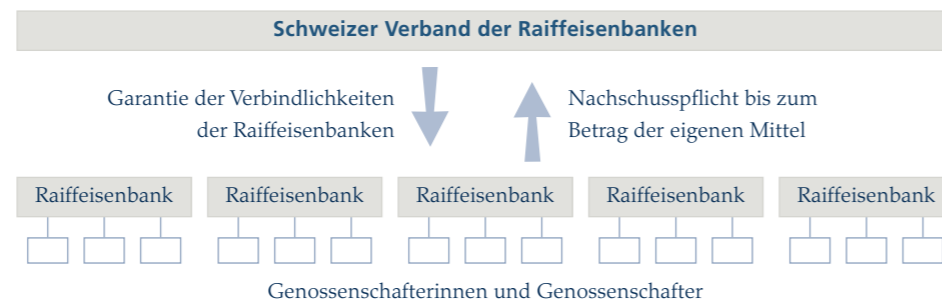 Schweizer Verband der Raiffeisenbanken
Garantie der Verbindlichkeiten
der Raiffeisenbanken
Nachschusspflicht bis zum
Betrag der eigenen Mittel
Raiffeisenbank Raiffeisenbank Raiffeisenbank Raiffeisenbank Raiffeisenbank
Genossenschafterinnen und Genossenschafter